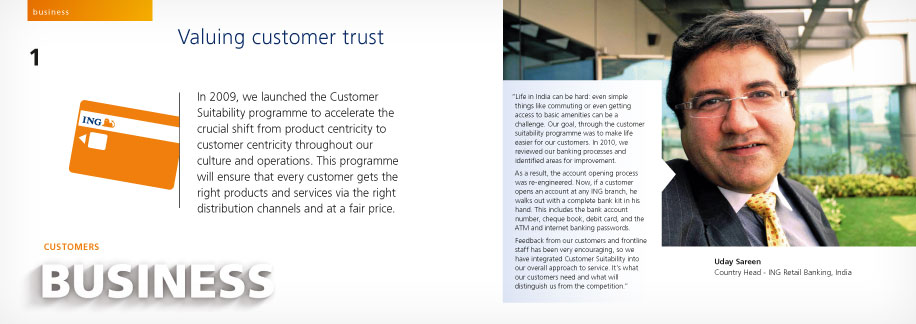 business
1
Valuing customer trust
In 2009, we launched the Customer
Suitability programme to accelerate the
crucial shift from product centricity to
customer centricity throughout our
culture and operations. This programme
will ensure that every customer gets the
right products and services via the right
distribution channels and at a fair price.
ING
CUSTOMERS
BUSINESS
"Life in India can be hard: even simple
things like commuting or even getting
access to basic amenities can be a
challenge. Our goal, through the customer
suitability programme was to make life
easier for our customers. In 2010, we
reviewed our banking processes and
identified areas for improvement.
As a result, the account opening process
was re-engineered. Now, if a customer
opens an account at any ING branch, he
walks out with a complete bank kit in his
hand. This includes the bank account
number, cheque book, debit card, and the
ATM and internet banking passwords.
Feedback from our customers and frontline
staff has been very encouraging, so we
have integrated Customer Suitability into
our overall approach to service. It's what
our customers need and what will
distinguish us from the competition."
Uday Sareen
Country Head - ING Retail Banking, India